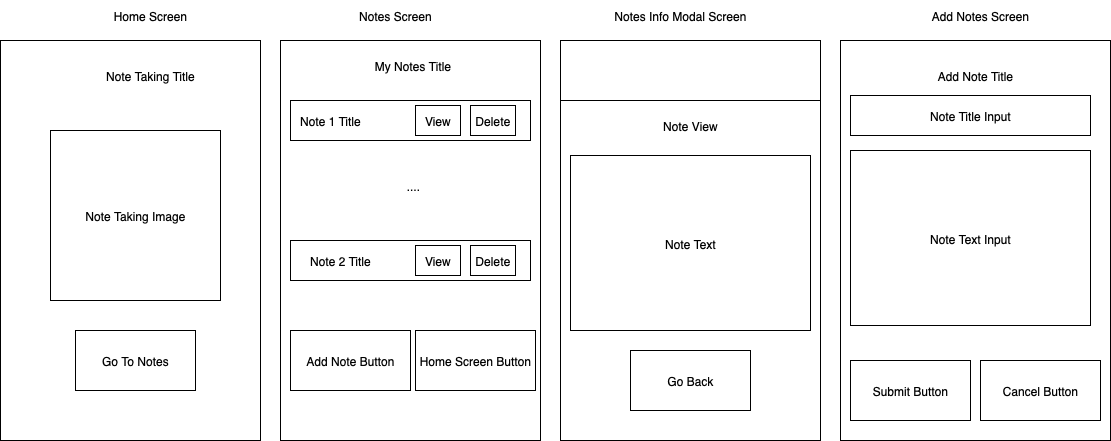 Home Screen
Note Taking Title
Note Taking Image
Go To Notes
Notes Screen
My Notes Title
Note 1 Title
View
Delete
....
Note 2 Title
View
Delete
Add Note Button
Home Screen Button
Notes Info Modal Screen
Note View
Note Text
Go Back
Add Notes Screen
Add Note Title
Note Title Input
Note Text Input
Submit Button
Cancel Button